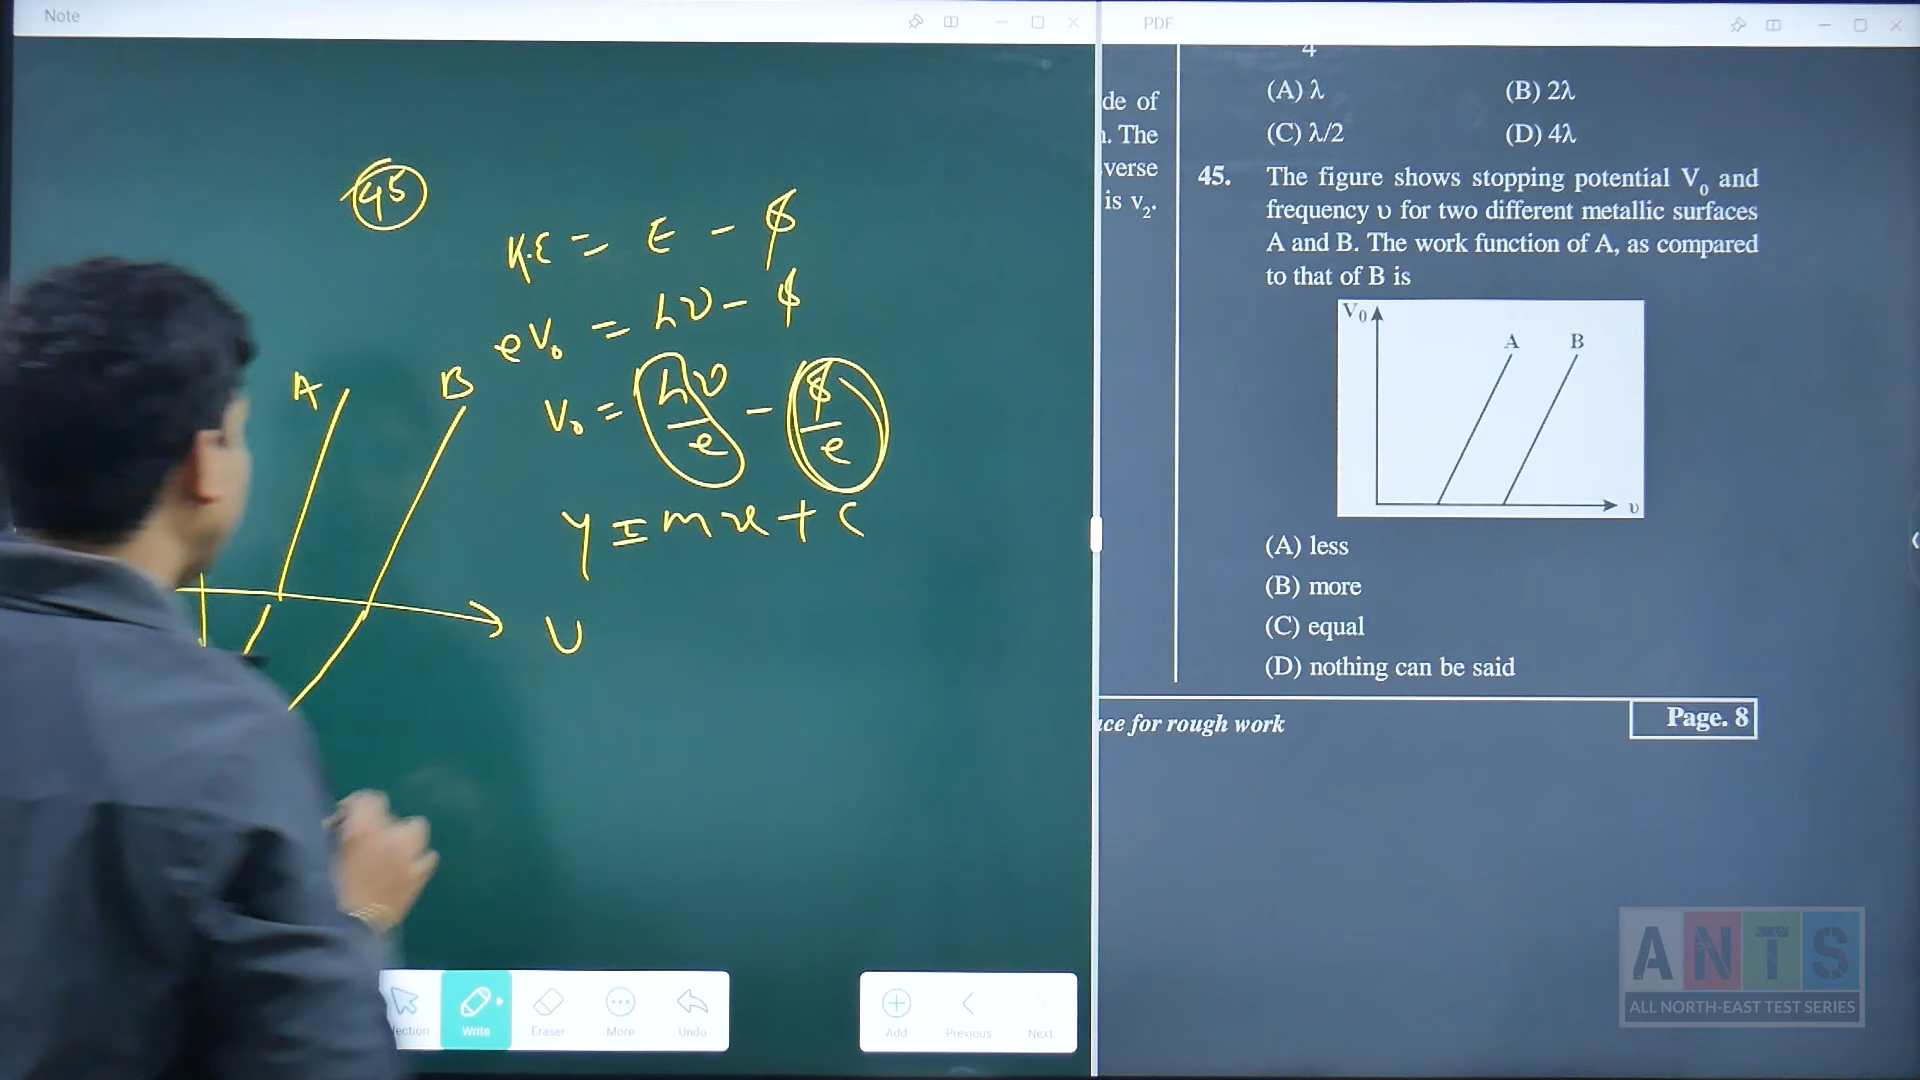 Note
PDF
45
K.E = E - ϕ
eV₀ = hυ - ϕ
V₀ = hυ/e - ϕ/e
y = mx + c
A
B
υ
de of
. The
verse
is v₂.
4
(A) λ (B) 2λ
(C) λ/2 (D) 4λ
45. The figure shows stopping potential V₀ and
frequency υ for two different metallic surfaces
A and B. The work function of A, as compared
to that of B is
V₀
A
B
υ
(A) less
(B) more
(C) equal
(D) nothing can be said
ce for rough work
Page. 8
ection
Write
Eraser
More
Undo
Add
Previous
Next
ANTS
ALL NORTH-EAST TEST SERIES